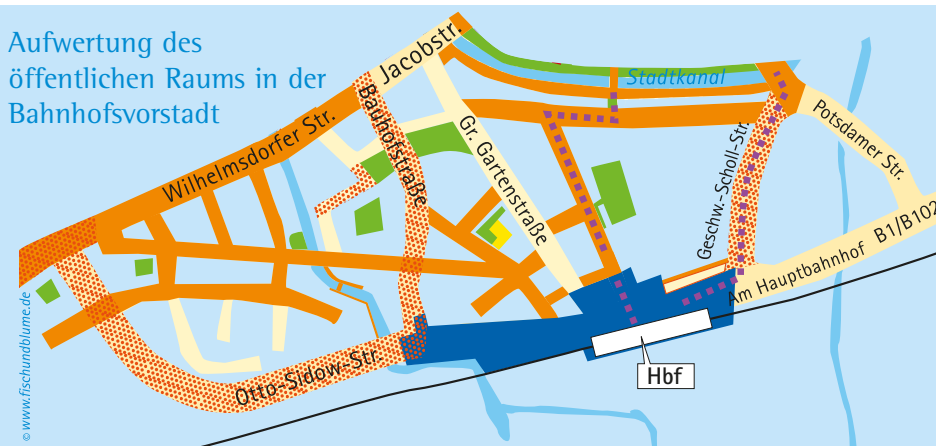 Aufwertung des
öffentlichen Raums in der
Bahnhofsvorstadt
Jacobstr.
Stadtkanal
Wilhelmsdorfer Str.
Bauhofstraße
Gr. Gartenstraße
Geschw.-Scholl-Str.
Potsdamer Str.
Am Hauptbahnhof B1/B102
Otto-Sidow-Str.
Hbf
© www.fischundblume.de